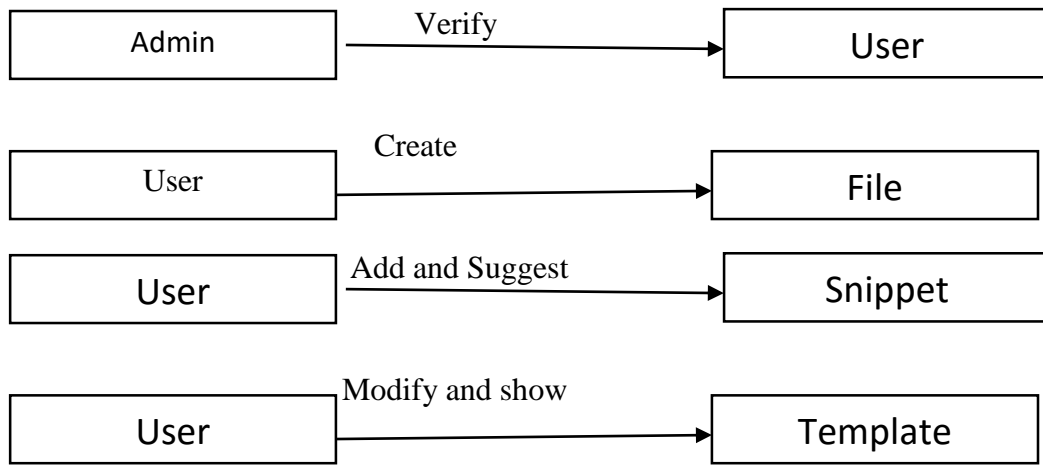 Admin
Verify
User
User
Create
File
User
Add and Suggest
Snippet
User
Modify and show
Template